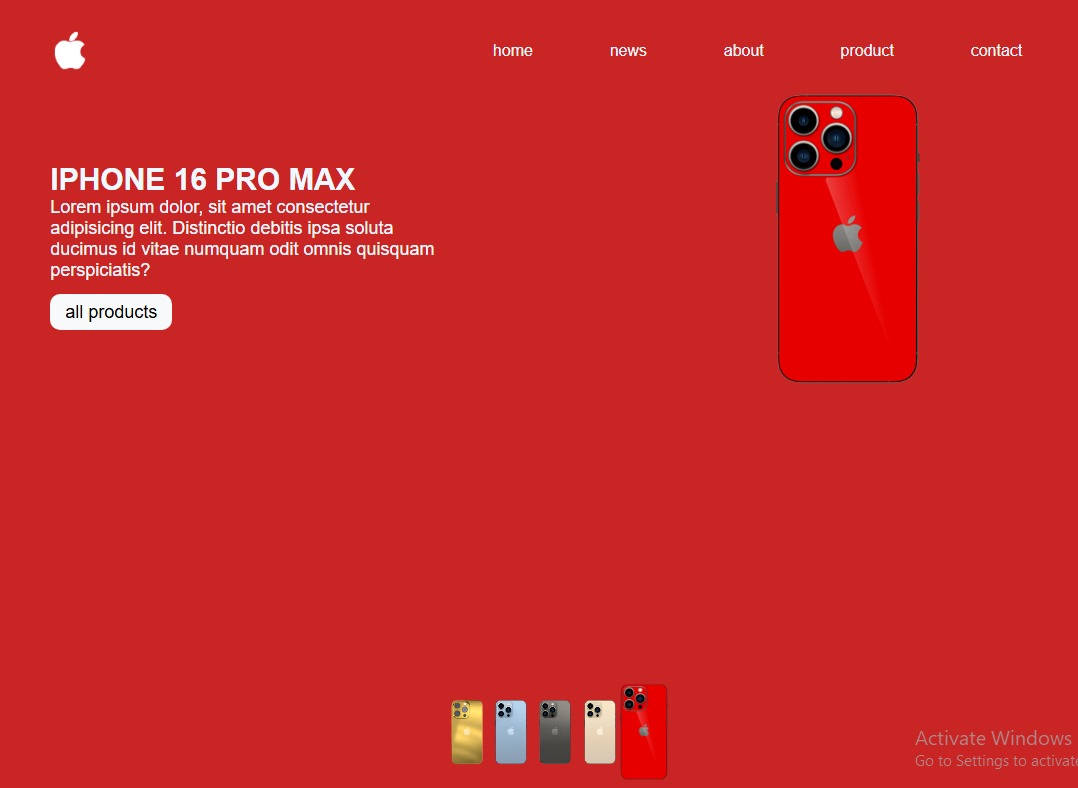 home
news
about
product
contact
IPHONE 16 PRO MAX
Lorem ipsum dolor, sit amet consectetur
adipisicing elit. Distinctio debitis ipsa soluta
ducimus id vitae numquam odit omnis quisquam
perspiciatis?
all products
Activate Windows
Go to Settings to activate